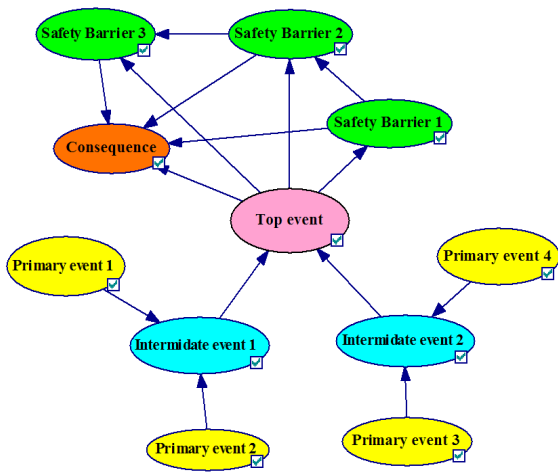 Safety Barrier 3
Safety Barrier 2
Safety Barrier 1
Consequence
Top event
Primary event 1
Primary event 4
Intermidate event 1
Intermidate event 2
Primary event 2
Primary event 3